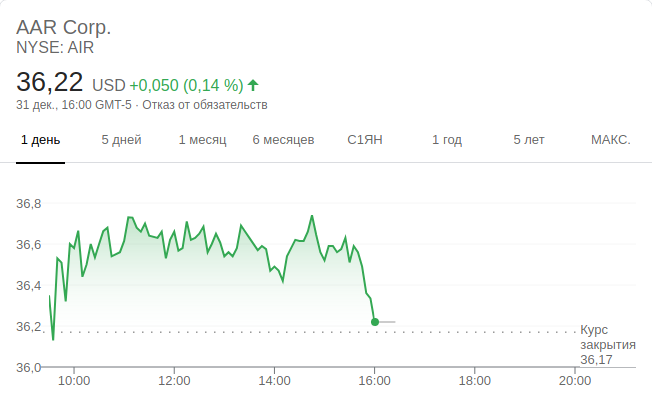 AAR Corp.
NYSE: AIR
36,22 USD +0,050 (0,14 %)
31 дек., 16:00 GMT-5 · Отказ от обязательств
1 день 5 дней 1 месяц 6 месяцев С1ЯН 1 год 5 лет МАКС.
36,8
36,6
36,4
36,2
Курс
закрытия
36,17
36,0
10:00 12:00 14:00 16:00 18:00 20:00